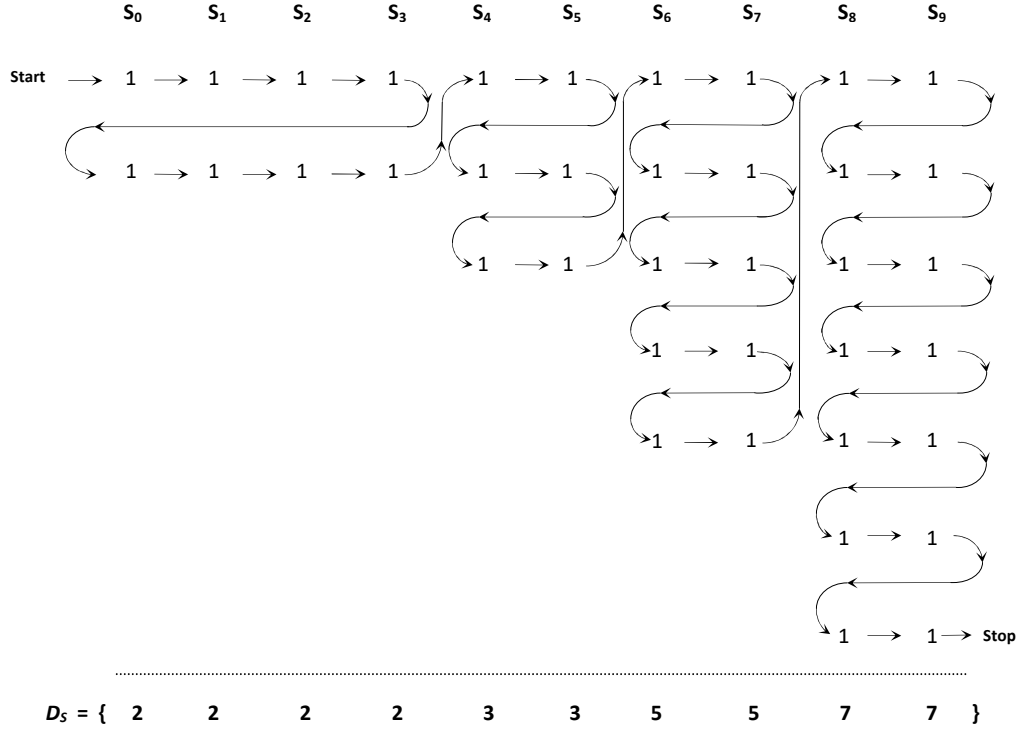 S₀ S₁ S₂ S₃ S₄ S₅ S₆ S₇ S₈ S₉
Start 1 1 1 1 1 1 1 1 1 1
1 1 1 1 1 1 1 1 1 1
1 1 1 1 1 1
1 1 1 1
1 1 1 1
1 1
1 1 Stop
Dₛ = { 2 2 2 2 3 3 5 5 7 7 }